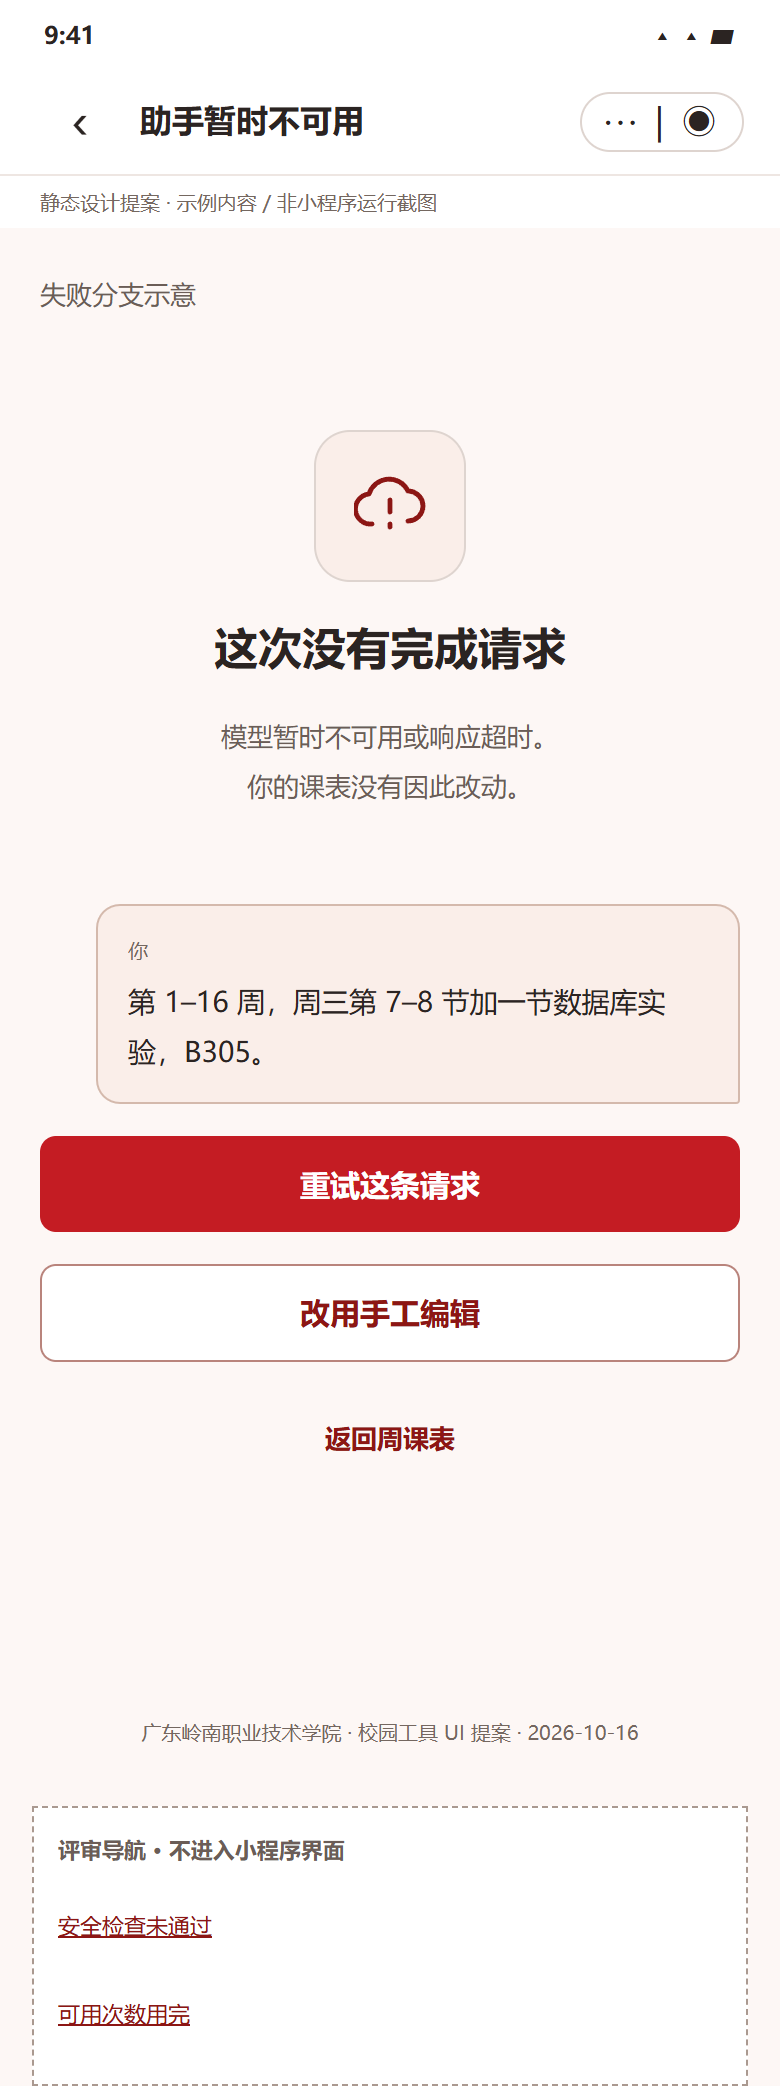 9:41
助手暂时不可用
静态设计提案 · 示例内容 / 非小程序运行截图
失败分支示意
这次没有完成请求
模型暂时不可用或响应超时。
你的课表没有因此改动。
你
第 1–16 周，周三第 7–8 节加一节数据库实
验，B305。
重试这条请求
改用手工编辑
返回周课表
广东岭南职业技术学院 · 校园工具 UI 提案 · 2026-10-16
评审导航 · 不进入小程序界面
安全检查未通过
可用次数用完